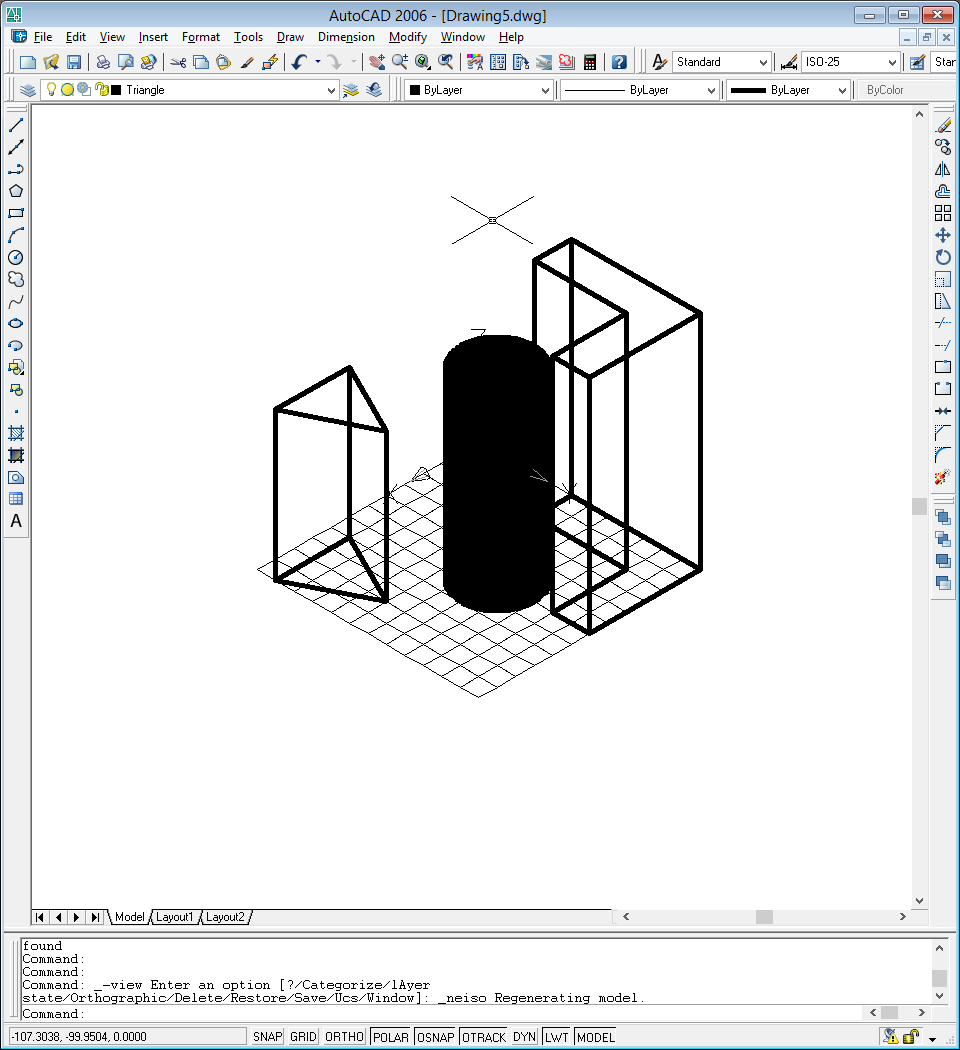 AutoCAD 2006 - [Drawing5.dwg]
File Edit View Insert Format Tools Draw Dimension Modify Window Help
Standard ISO-25 Star
Triangle ByLayer ByLayer ByLayer ByColor
A
Model Layout1 Layout2
found
Command:
Command:
Command: _-view Enter an option [?/Categorize/lAyer
state/Orthographic/Delete/Restore/Save/Ucs/Window]: _neiso Regenerating model.
Command:
-107.3038, -99.9504, 0.0000 SNAP GRID ORTHO POLAR OSNAP OTRACK DYN LWT MODEL